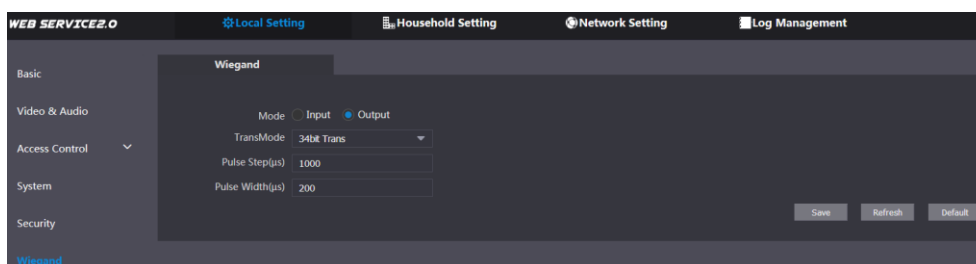 WEB SERVICE2.0 Local Setting Household Setting Network Setting Log Management
Wiegand
Basic
Video & Audio
Mode Input Output
TransMode 34bit Trans
Access Control
Pulse Step(μs) 1000
System
Pulse Width(μs) 200
Save Refresh Default
Security
Wiegand